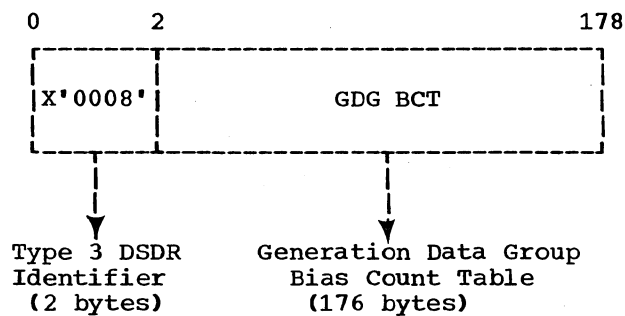 0 2 178
X'0008' GDG BCT
Type 3 DSDR Generation Data Group
Identifier Bias Count Table
(2 bytes) (176 bytes)